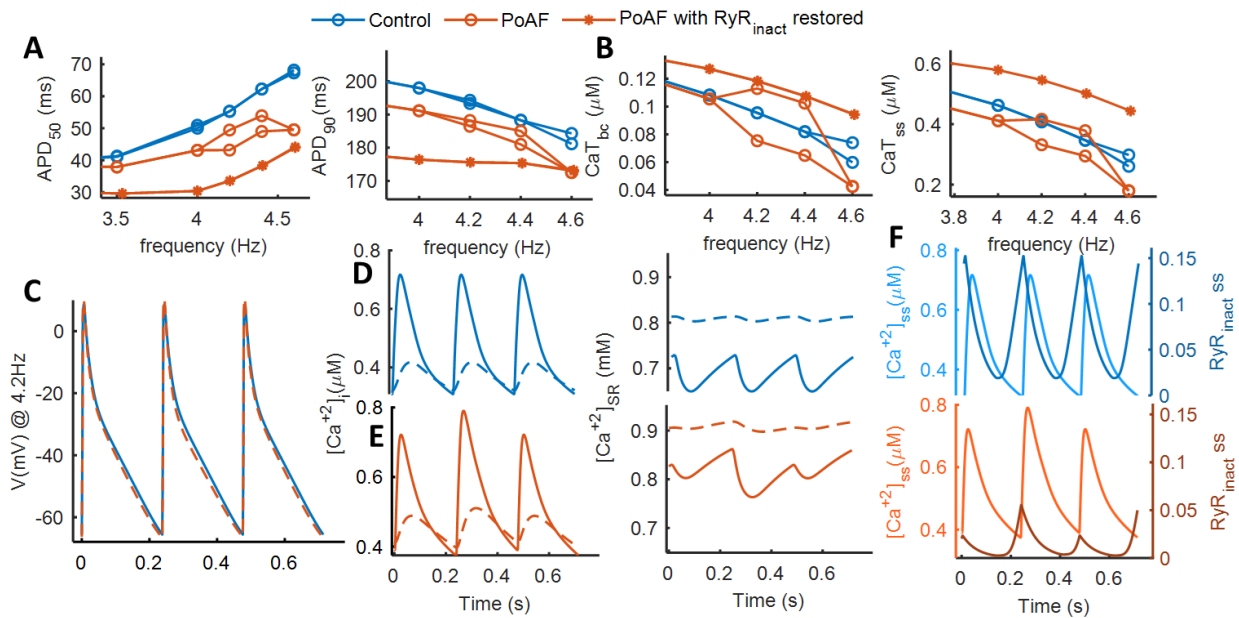 Control PoAF PoAF with RyR_inact restored
A
APD_50 (ms)
70
60
50
40
30
3.5 4 4.5
frequency (Hz)
APD_90 (ms)
200
190
180
170
4 4.2 4.4 4.6
frequency (Hz)
B
CaT_bc (μM)
0.12
0.1
0.08
0.06
0.04
4 4.2 4.4 4.6
frequency (Hz)
CaT_ss (μM)
0.6
0.4
0.2
3.8 4 4.2 4.4 4.6
frequency (Hz)
C
V(mV) @ 4.2Hz
0
-20
-40
-60
0 0.2 0.4 0.6
D
0.8
0.6
0.4
[Ca^+2]_i(μM)
E
0.8
0.6
0.4
0 0.2 0.4 0.6
Time (s)
[Ca^+2]_SR (mM)
0.9
0.8
0.7
0.9
0.8
0.7
0 0.2 0.4 0.6
Time (s)
F
[Ca^+2]_ss(μM)
0.8
0.6
0.4
0.15
0.1
0.05
0
RyR_inact ss
[Ca^+2]_ss(μM)
0.8
0.6
0.4
0.15
0.1
0.05
0
RyR_inact ss
0 0.2 0.4 0.6
Time (s)